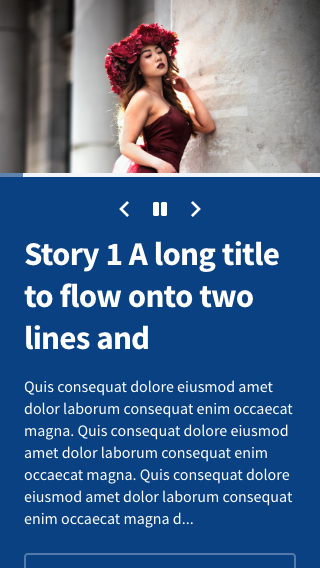 Story 1 A long title
to flow onto two
lines and
Quis consequat dolore eiusmod amet
dolor laborum consequat enim occaecat
magna. Quis consequat dolore eiusmod
amet dolor laborum consequat enim
occaecat magna. Quis consequat dolore
eiusmod amet dolor laborum consequat
enim occaecat magna d...